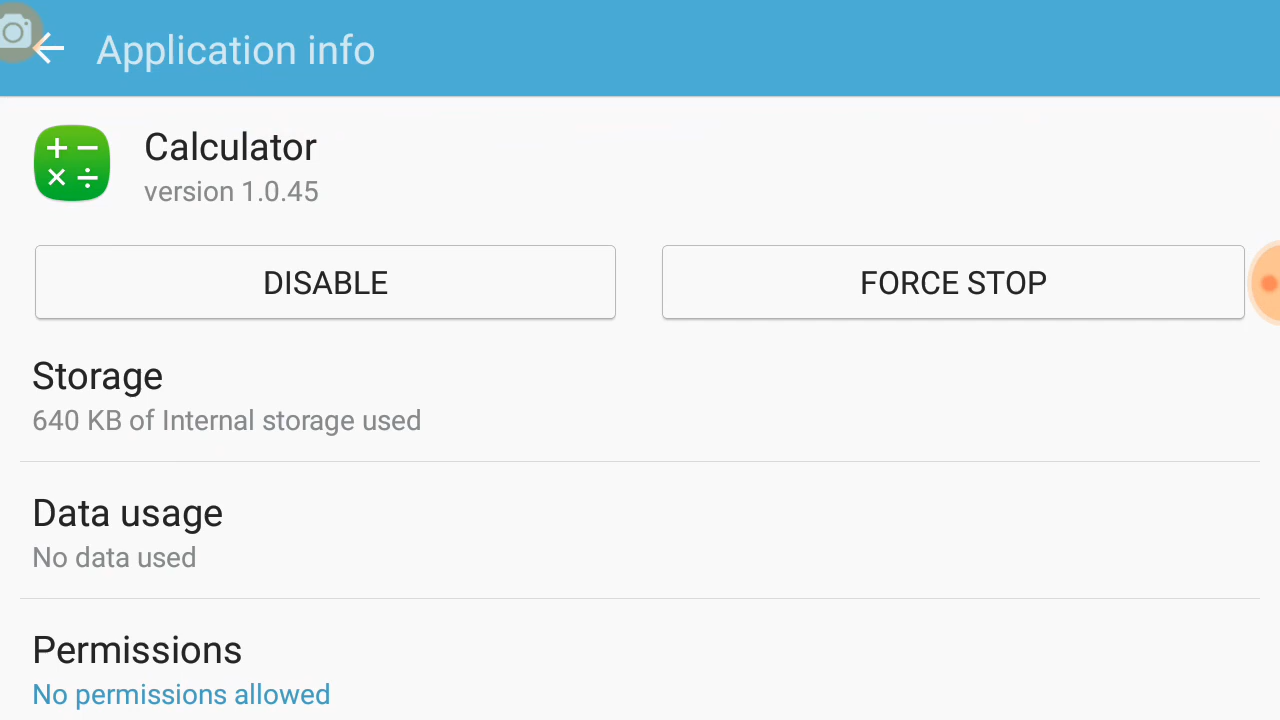 Application info
Calculator
version 1.0.45
DISABLE
FORCE STOP
Storage
640 KB of Internal storage used
Data usage
No data used
Permissions
No permissions allowed